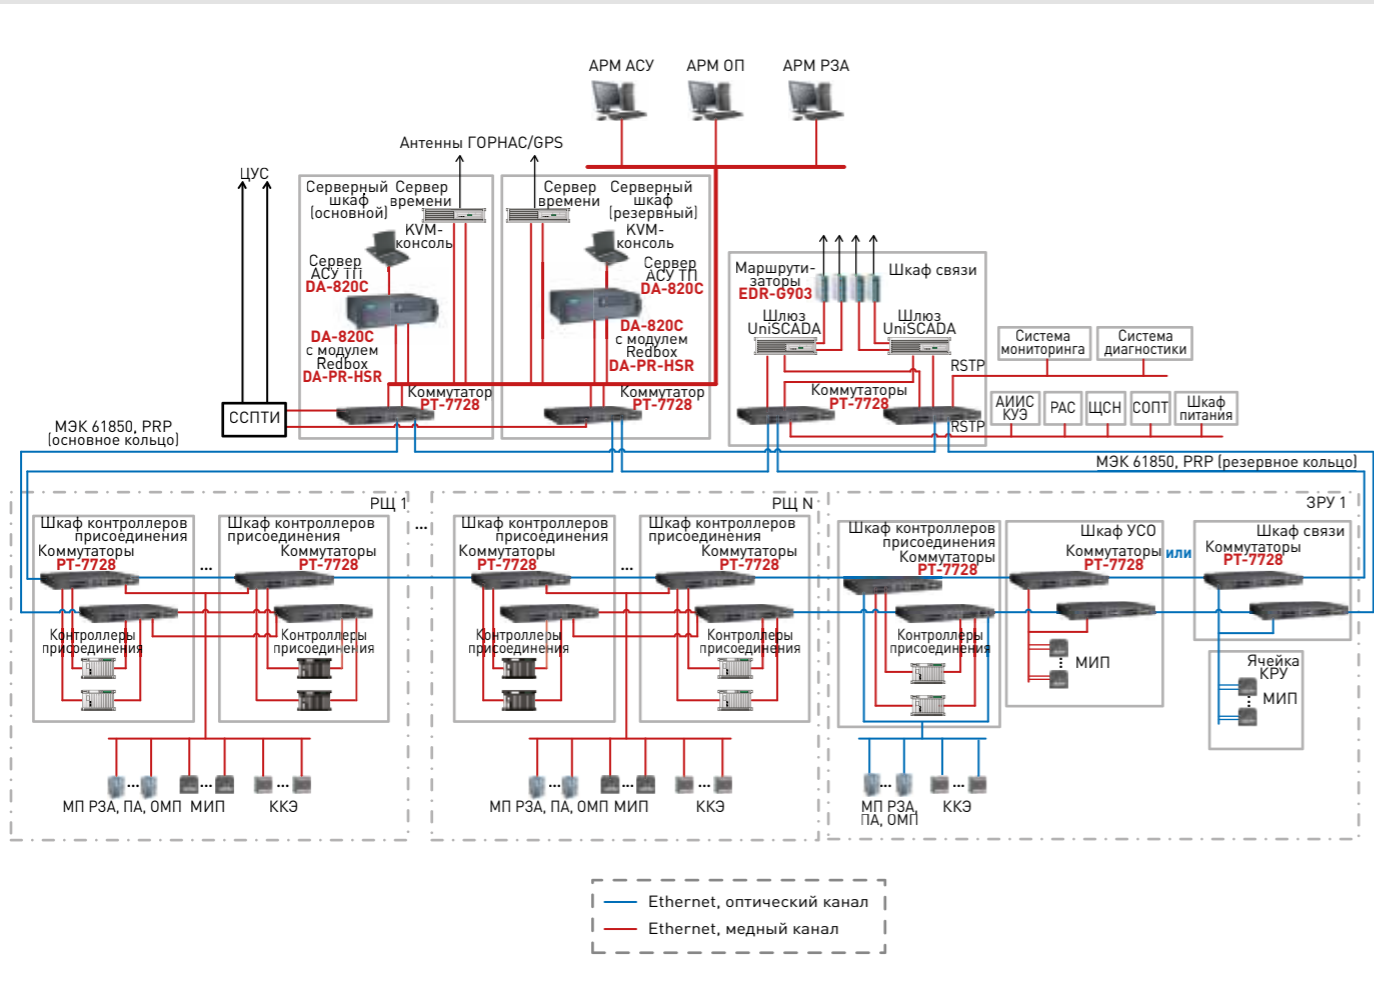 АРМ АСУ
АРМ ОП
АРМ РЗА
Антенны ГОРНАС/GPS
ЦУС
Серверный
шкаф
(основной)
Сервер
времени
KVM-
консоль
Сервер
АСУ ТП
DA-820C
DA-820C
с модулем
Redbox
DA-PR-HSR
Коммутатор
PT-7728
Сервер
времени
Серверный
шкаф
(резервный)
KVM-
консоль
Сервер
АСУ ТП
DA-820C
DA-820C
с модулем
Redbox
DA-PR-HSR
Коммутатор
PT-7728
ССПТИ
Маршрути-
заторы
EDR-G903
Шкаф связи
Шлюз
UniSCADA
Шлюз
UniSCADA
Коммутаторы
PT-7728
RSTP
RSTP
Система
мониторинга
Система
диагностики
АИИС
КУЭ
РАС
ЩСН
СОПТ
Шкаф
питания
МЭК 61850, PRP
(основное кольцо)
МЭК 61850, PRP (резервное кольцо)
РЩ 1
Шкаф контроллеров
присоединения
Коммутаторы
PT-7728
...
Шкаф контроллеров
присоединения
Коммутаторы
PT-7728
Контроллеры
присоединения
Контроллеры
присоединения
... ... ...
МП РЗА, ПА, ОМП
МИП
ККЭ
...
РЩ N
Шкаф контроллеров
присоединения
Коммутаторы
PT-7728
...
Шкаф контроллеров
присоединения
Коммутаторы
PT-7728
Контроллеры
присоединения
Контроллеры
присоединения
... ... ...
МП РЗА, ПА, ОМП
МИП
ККЭ
ЗРУ 1
Шкаф контроллеров
присоединения
Коммутаторы
PT-7728
Контроллеры
присоединения
... ...
МП РЗА,
ПА, ОМП
ККЭ
Шкаф УСО
Коммутаторы
PT-7728
или
МИП
Шкаф связи
Коммутаторы
PT-7728
Ячейка
КРУ
МИП
Ethernet, оптический канал
Ethernet, медный канал